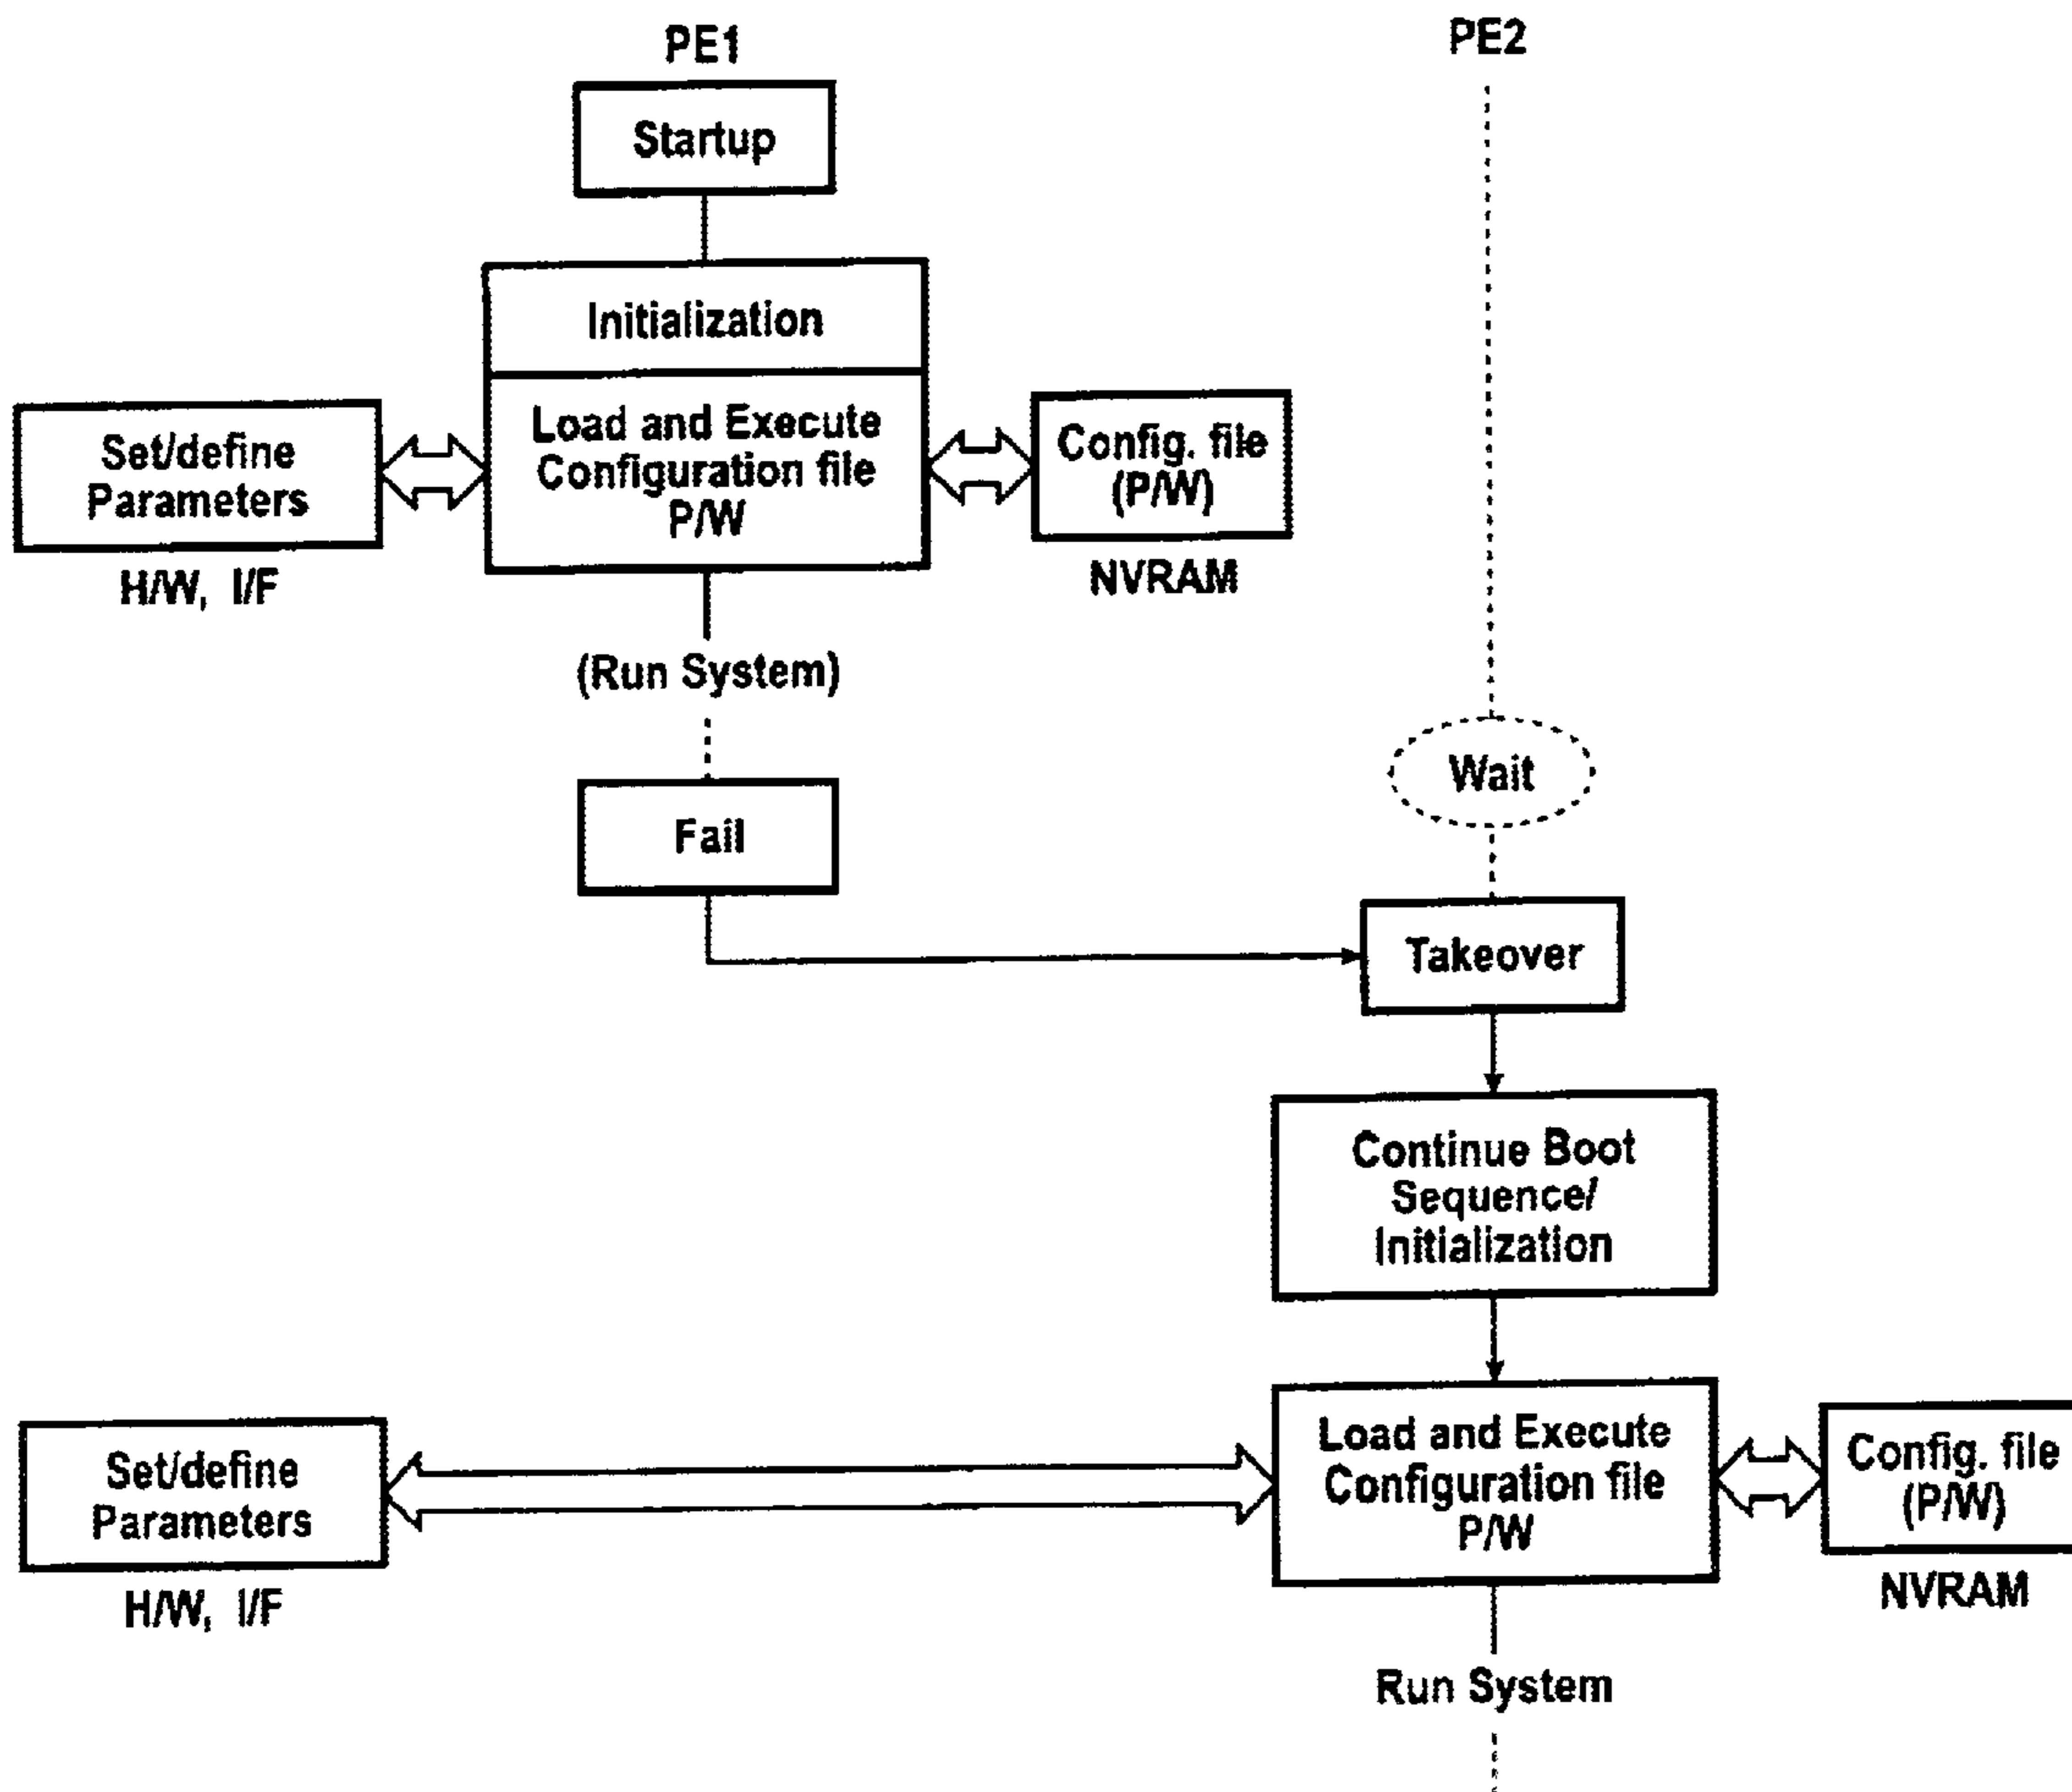 PE1
PE2
Startup
Initialization
Load and Execute
Configuration file
P/W
Set/define
Parameters
H/W, I/F
Config. file
(P/W)
NVRAM
(Run System)
Wait
Fail
Takeover
Continue Boot
Sequence/
Initialization
Load and Execute
Configuration file
P/W
Set/define
Parameters
H/W, I/F
Config. file
(P/W)
NVRAM
Run System